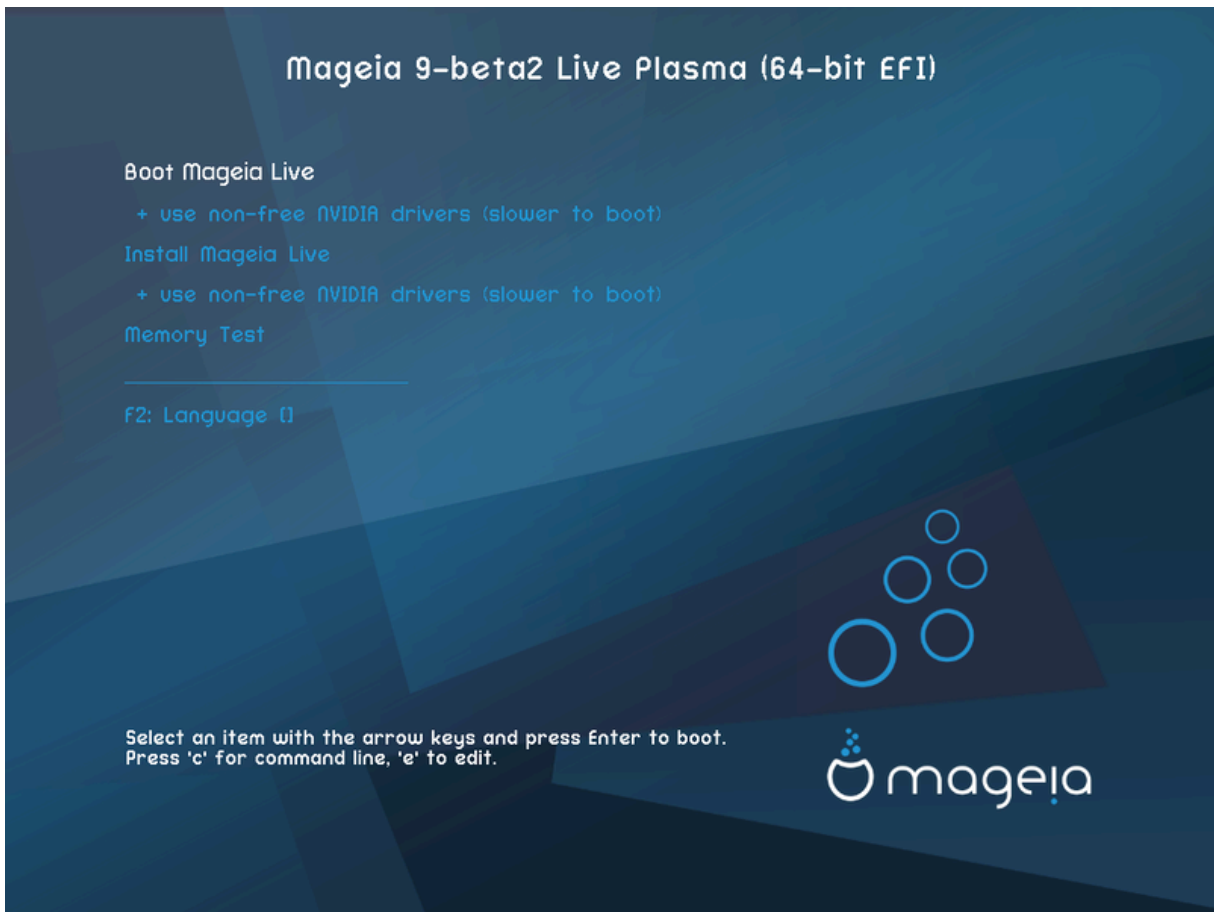 Mageia 9-beta2 Live Plasma (64-bit EFI)
Boot Mageia Live
+ use non-free NVIDIA drivers (slower to boot)
Install Mageia Live
+ use non-free NVIDIA drivers (slower to boot)
Memory Test
F2: Language []
Select an item with the arrow keys and press Enter to boot.
Press 'c' for command line, 'e' to edit.
mageia